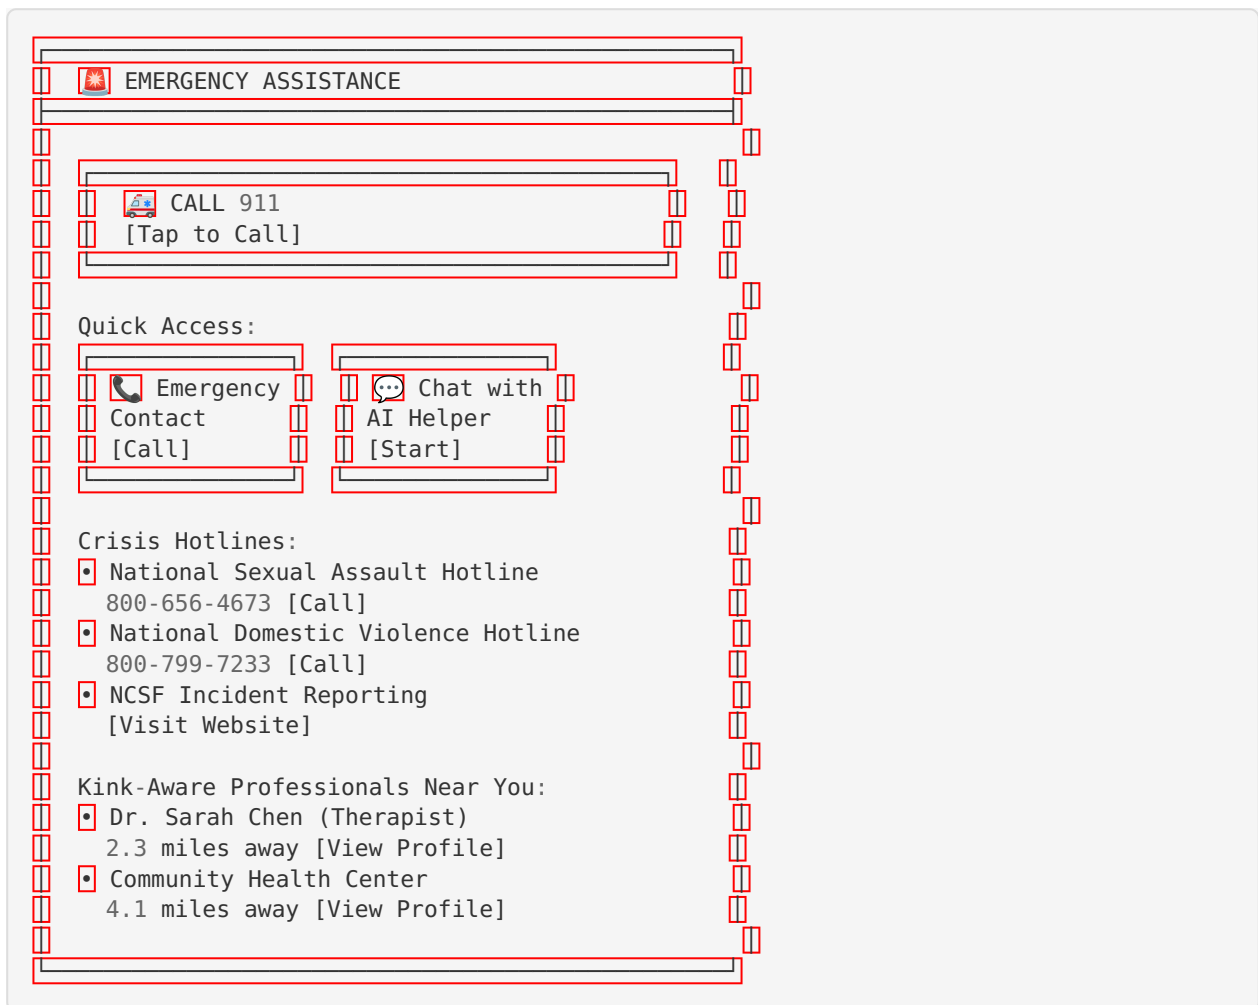 🚨 EMERGENCY ASSISTANCE
🚑 CALL 911
[Tap to Call]
Quick Access:
📞 Emergency 💬 Chat with
Contact AI Helper
[Call] [Start]
Crisis Hotlines:
• National Sexual Assault Hotline
800-656-4673 [Call]
• National Domestic Violence Hotline
800-799-7233 [Call]
• NCSF Incident Reporting
[Visit Website]
Kink-Aware Professionals Near You:
• Dr. Sarah Chen (Therapist)
2.3 miles away [View Profile]
• Community Health Center
4.1 miles away [View Profile]